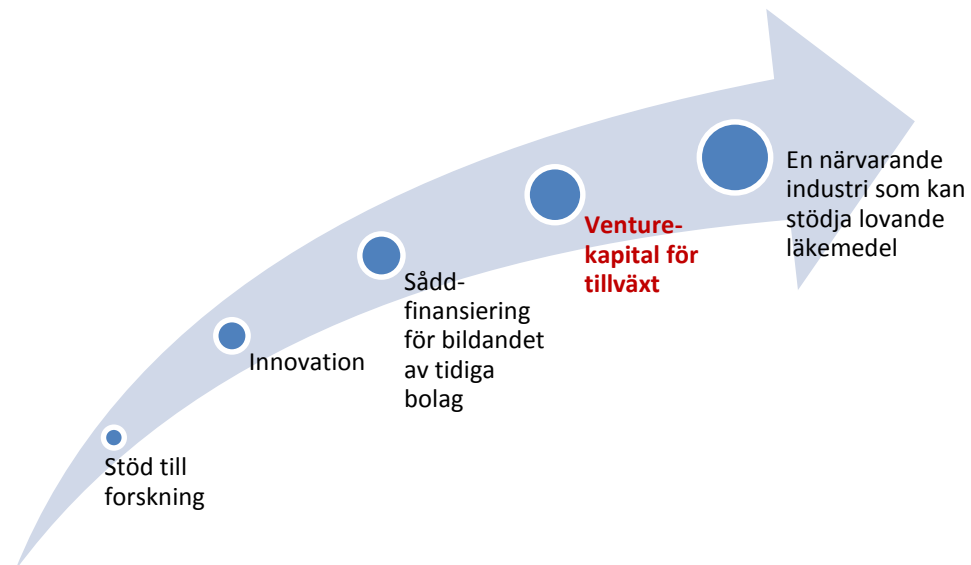 Stöd till
forskning
Innovation
Sådd-
finansiering
för bildandet
av tidiga
bolag
Venture-
kapital för
tillväxt
En närvarande
industri som kan
stödja lovande
läkemedel